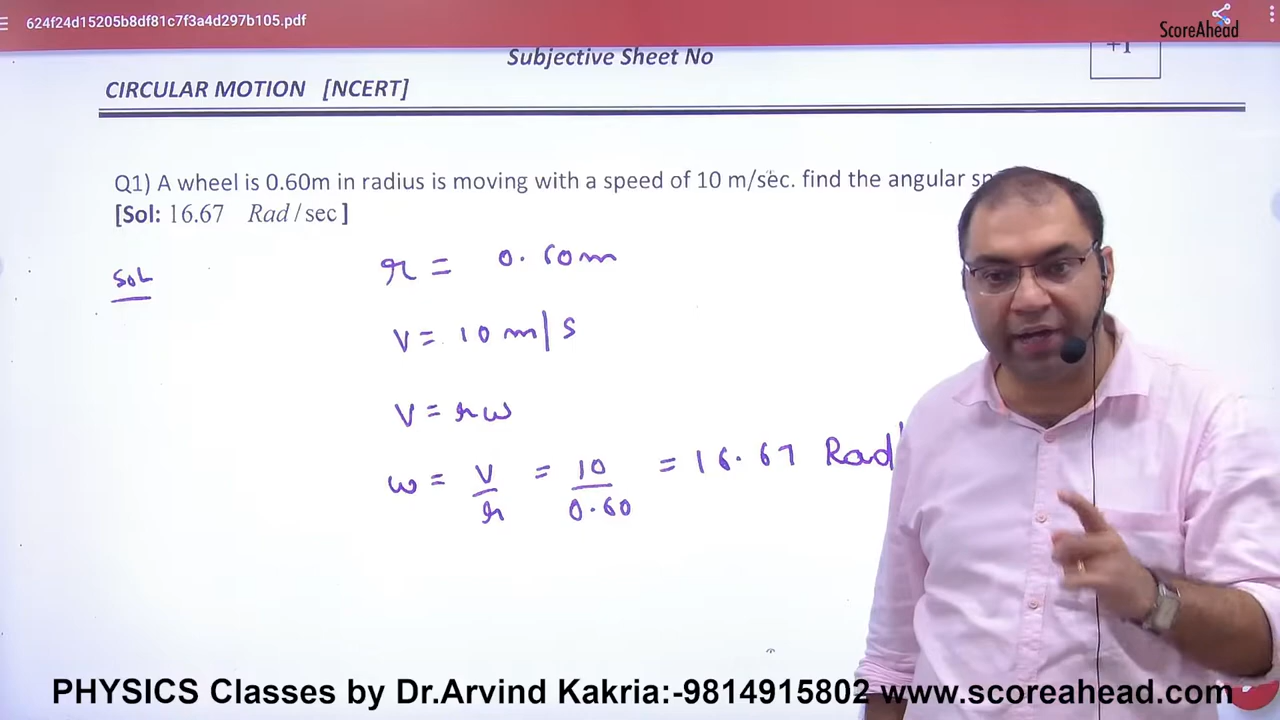 624f24d15205b8df81c7f3a4d297b105.pdf
ScoreAhead
+1
Subjective Sheet No
CIRCULAR MOTION [NCERT]
Q1) A wheel is 0.60m in radius is moving with a speed of 10 m/sec. find the angular
[Sol: 16.67 Rad / sec ]
Sol
r = 0.60m
V = 10 m/s
V = rω
ω = V/r = 10/0.60 = 16.67 Rad
PHYSICS Classes by Dr.Arvind Kakria:-9814915802 www.scoreahead.com